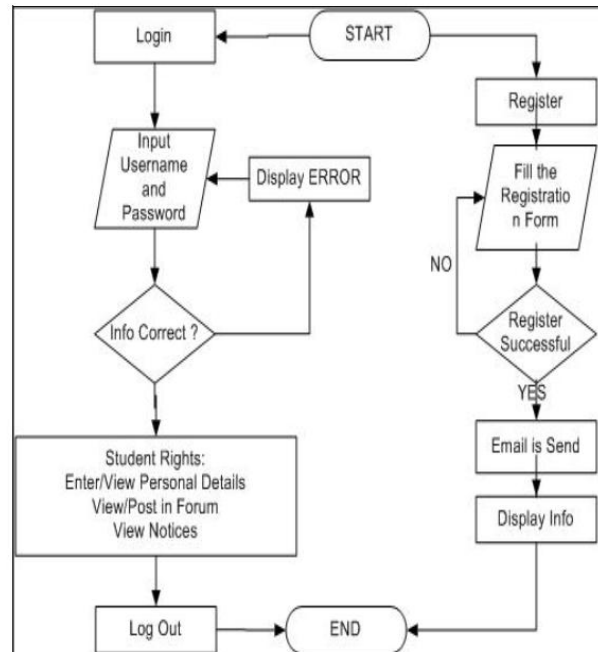 Login
START
Register
Input
Username
and
Password
Display ERROR
Fill the
Registratio
n Form
NO
Info Correct ?
Register
Successful
YES
Student Rights:
Enter/View Personal Details
View/Post in Forum
View Notices
Email is Send
Display Info
Log Out
END